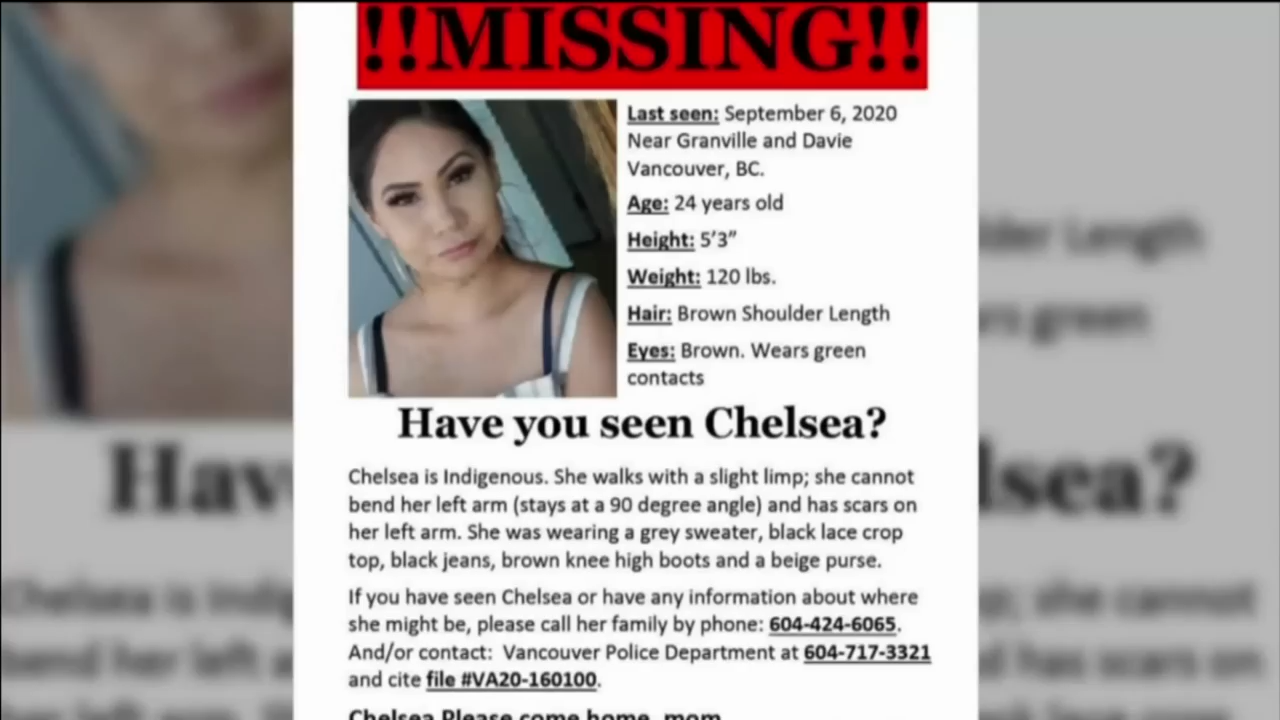 !!MISSING!!
Last seen: September 6, 2020
Near Granville and Davie
Vancouver, BC.
Age: 24 years old
Height: 5’3”
Weight: 120 lbs.
Hair: Brown Shoulder Length
Eyes: Brown. Wears green
contacts
Have you seen Chelsea?
Chelsea is Indigenous. She walks with a slight limp; she cannot
bend her left arm (stays at a 90 degree angle) and has scars on
her left arm. She was wearing a grey sweater, black lace crop
top, black jeans, brown knee high boots and a beige purse.
If you have seen Chelsea or have any information about where
she might be, please call her family by phone: 604-424-6065.
And/or contact: Vancouver Police Department at 604-717-3321
and cite file #VA20-160100.
Chelsea Please come home, mom